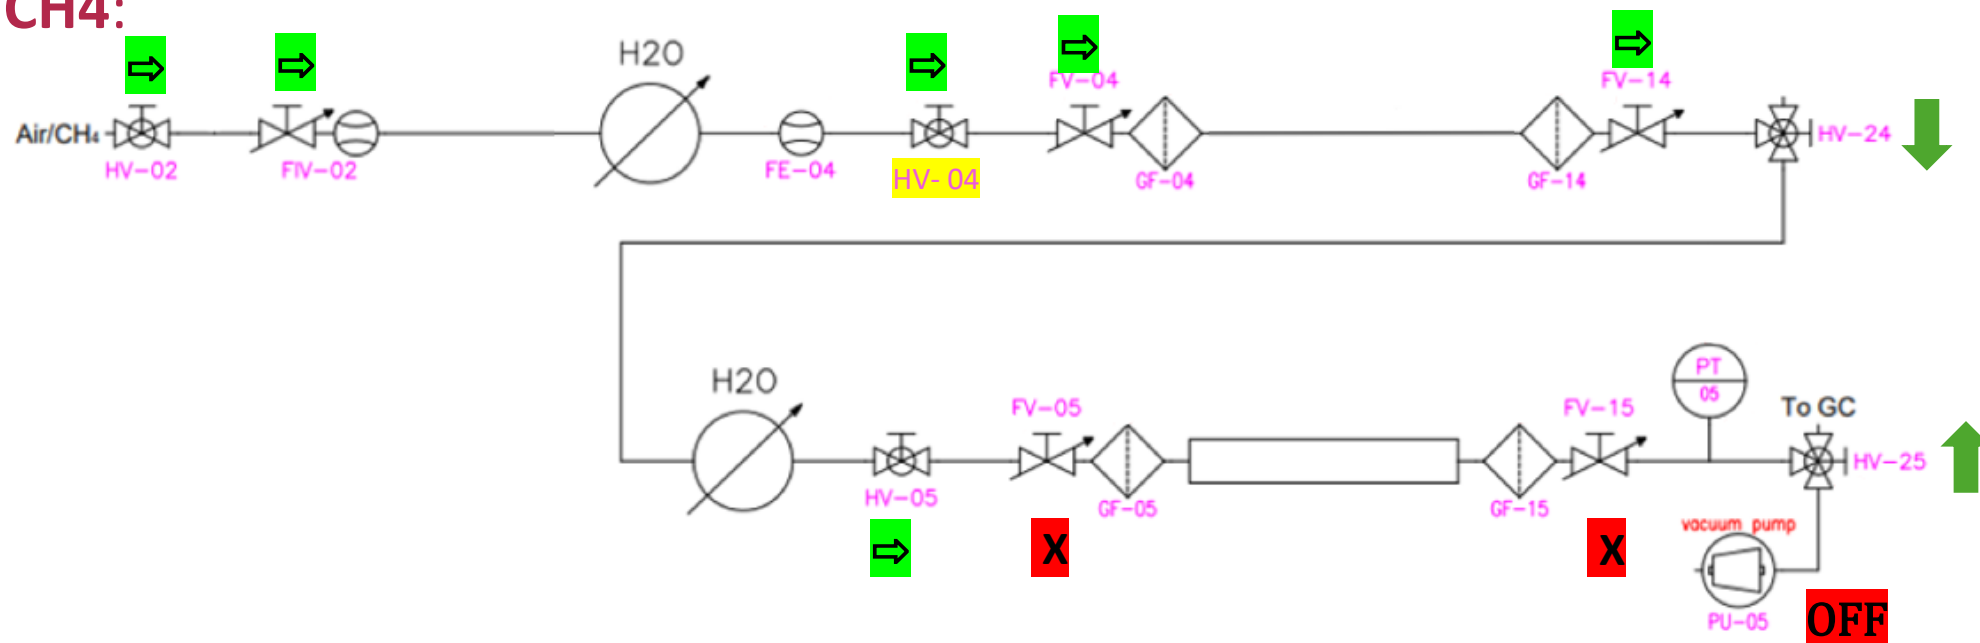 CH4:
H2O
FV-04
FV-14
Air/CH₄
HV-02
FIV-02
FE-04
HV- 04
GF-04
GF-14
HV-24
H2O
FV-05
FV-15
PT
05
To GC
HV-05
GF-05
GF-15
HV-25
X
X
vacuum pump
PU-05
OFF